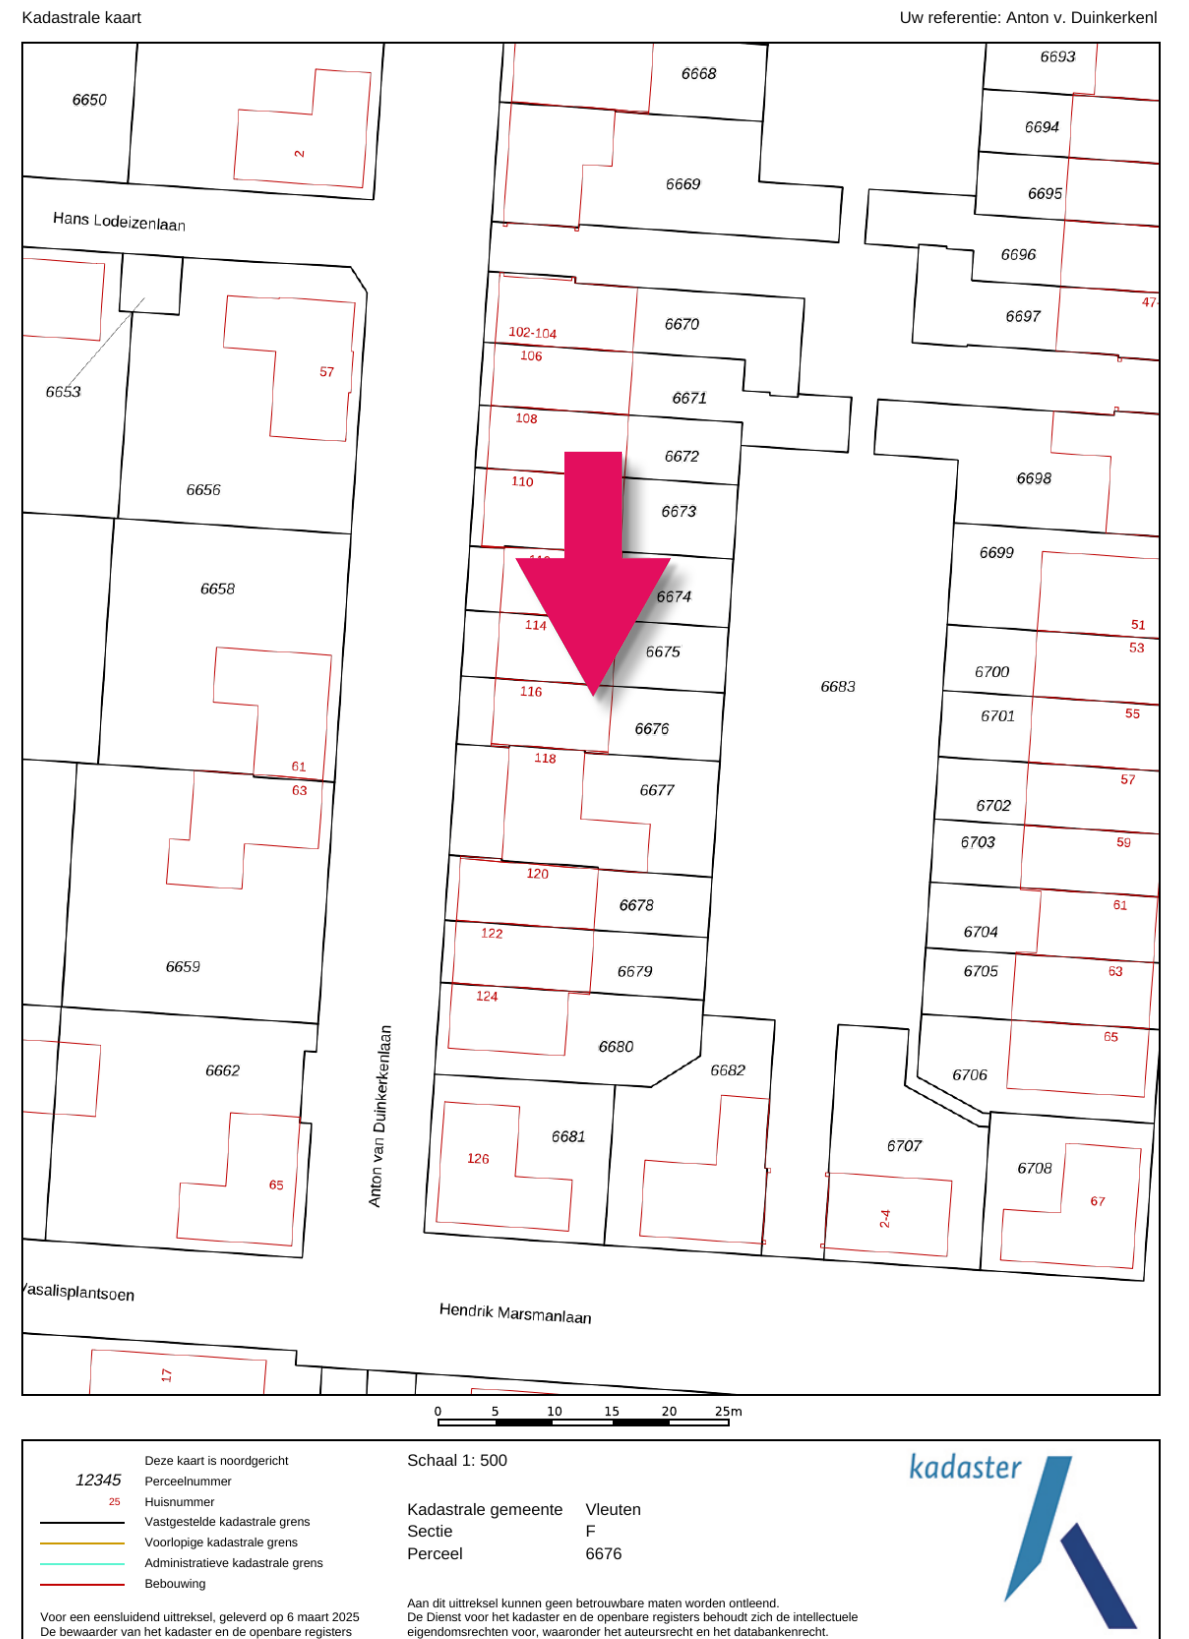 Kadastrale kaart
Uw referentie: Anton v. Duinkerkenl
6693
6668
6650
6694
2
6669
6695
Hans Lodeizenlaan
6696
47-
6697
6670
102-104
106
57
6653
6671
108
6672
6698
110
6656
6673
6699
6658
6674
114
51
6675
53
6700
6683
116
6701
55
6676
118
61
57
63
6677
6702
6703
59
120
6678
61
122
6704
6659
6679
6705
63
124
65
6680
6662
6682
6706
Anton van Duinkerkenlaan
6681
6707
126
6708
65
67
2-4
Vasalisplantsoen
Hendrik Marsmanlaan
17
0 5 10 15 20 25m
Deze kaart is noordgericht
12345 Perceelnummer
25 Huisnummer
Vastgestelde kadastrale grens
Voorlopige kadastrale grens
Administratieve kadastrale grens
Bebouwing
Voor een eensluidend uittreksel, geleverd op 6 maart 2025
De bewaarder van het kadaster en de openbare registers
Schaal 1: 500
Kadastrale gemeente Vleuten
Sectie F
Perceel 6676
Aan dit uittreksel kunnen geen betrouwbare maten worden ontleend.
De Dienst voor het kadaster en de openbare registers behoudt zich de intellectuele
eigendomsrechten voor, waaronder het auteursrecht en het databankenrecht.
kadaster